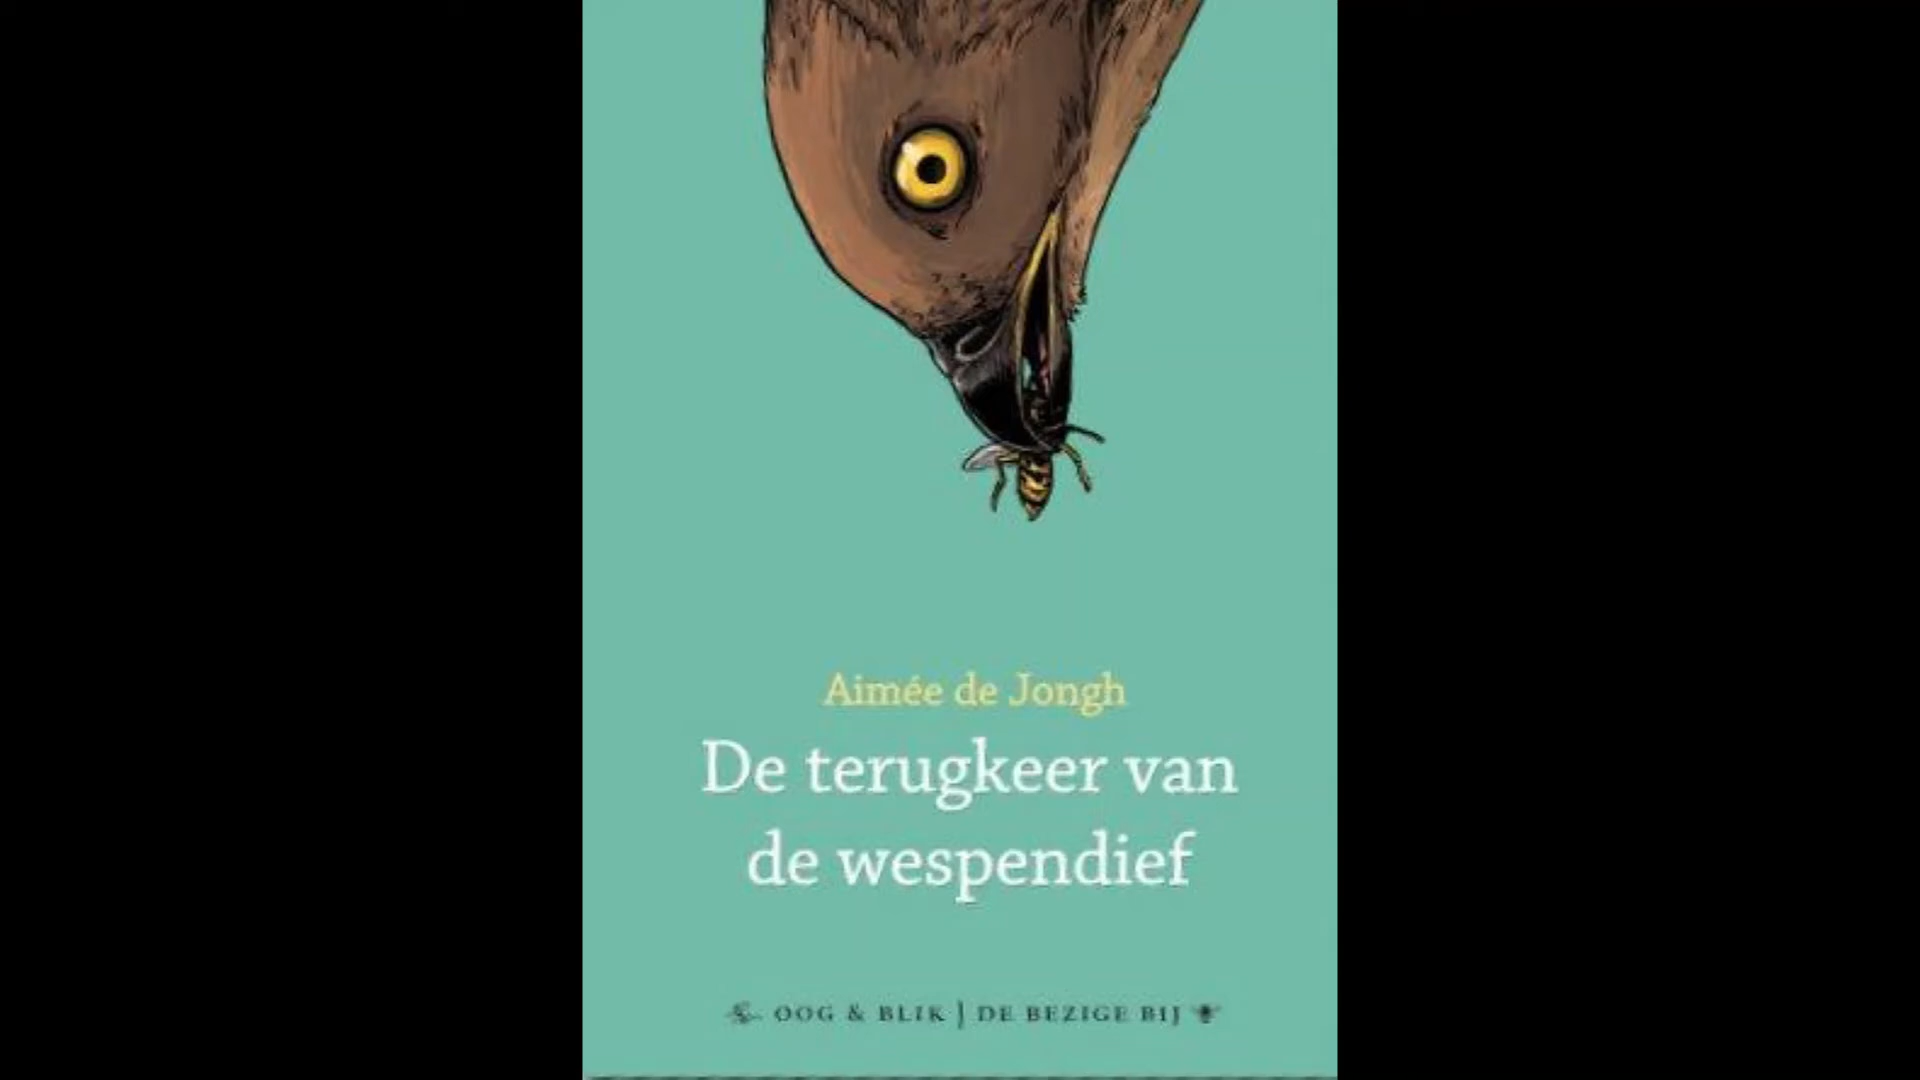 Aimée de Jongh
De terugkeer van
de wespendief
OOG & BLIK | DE BEZIGE BIJ